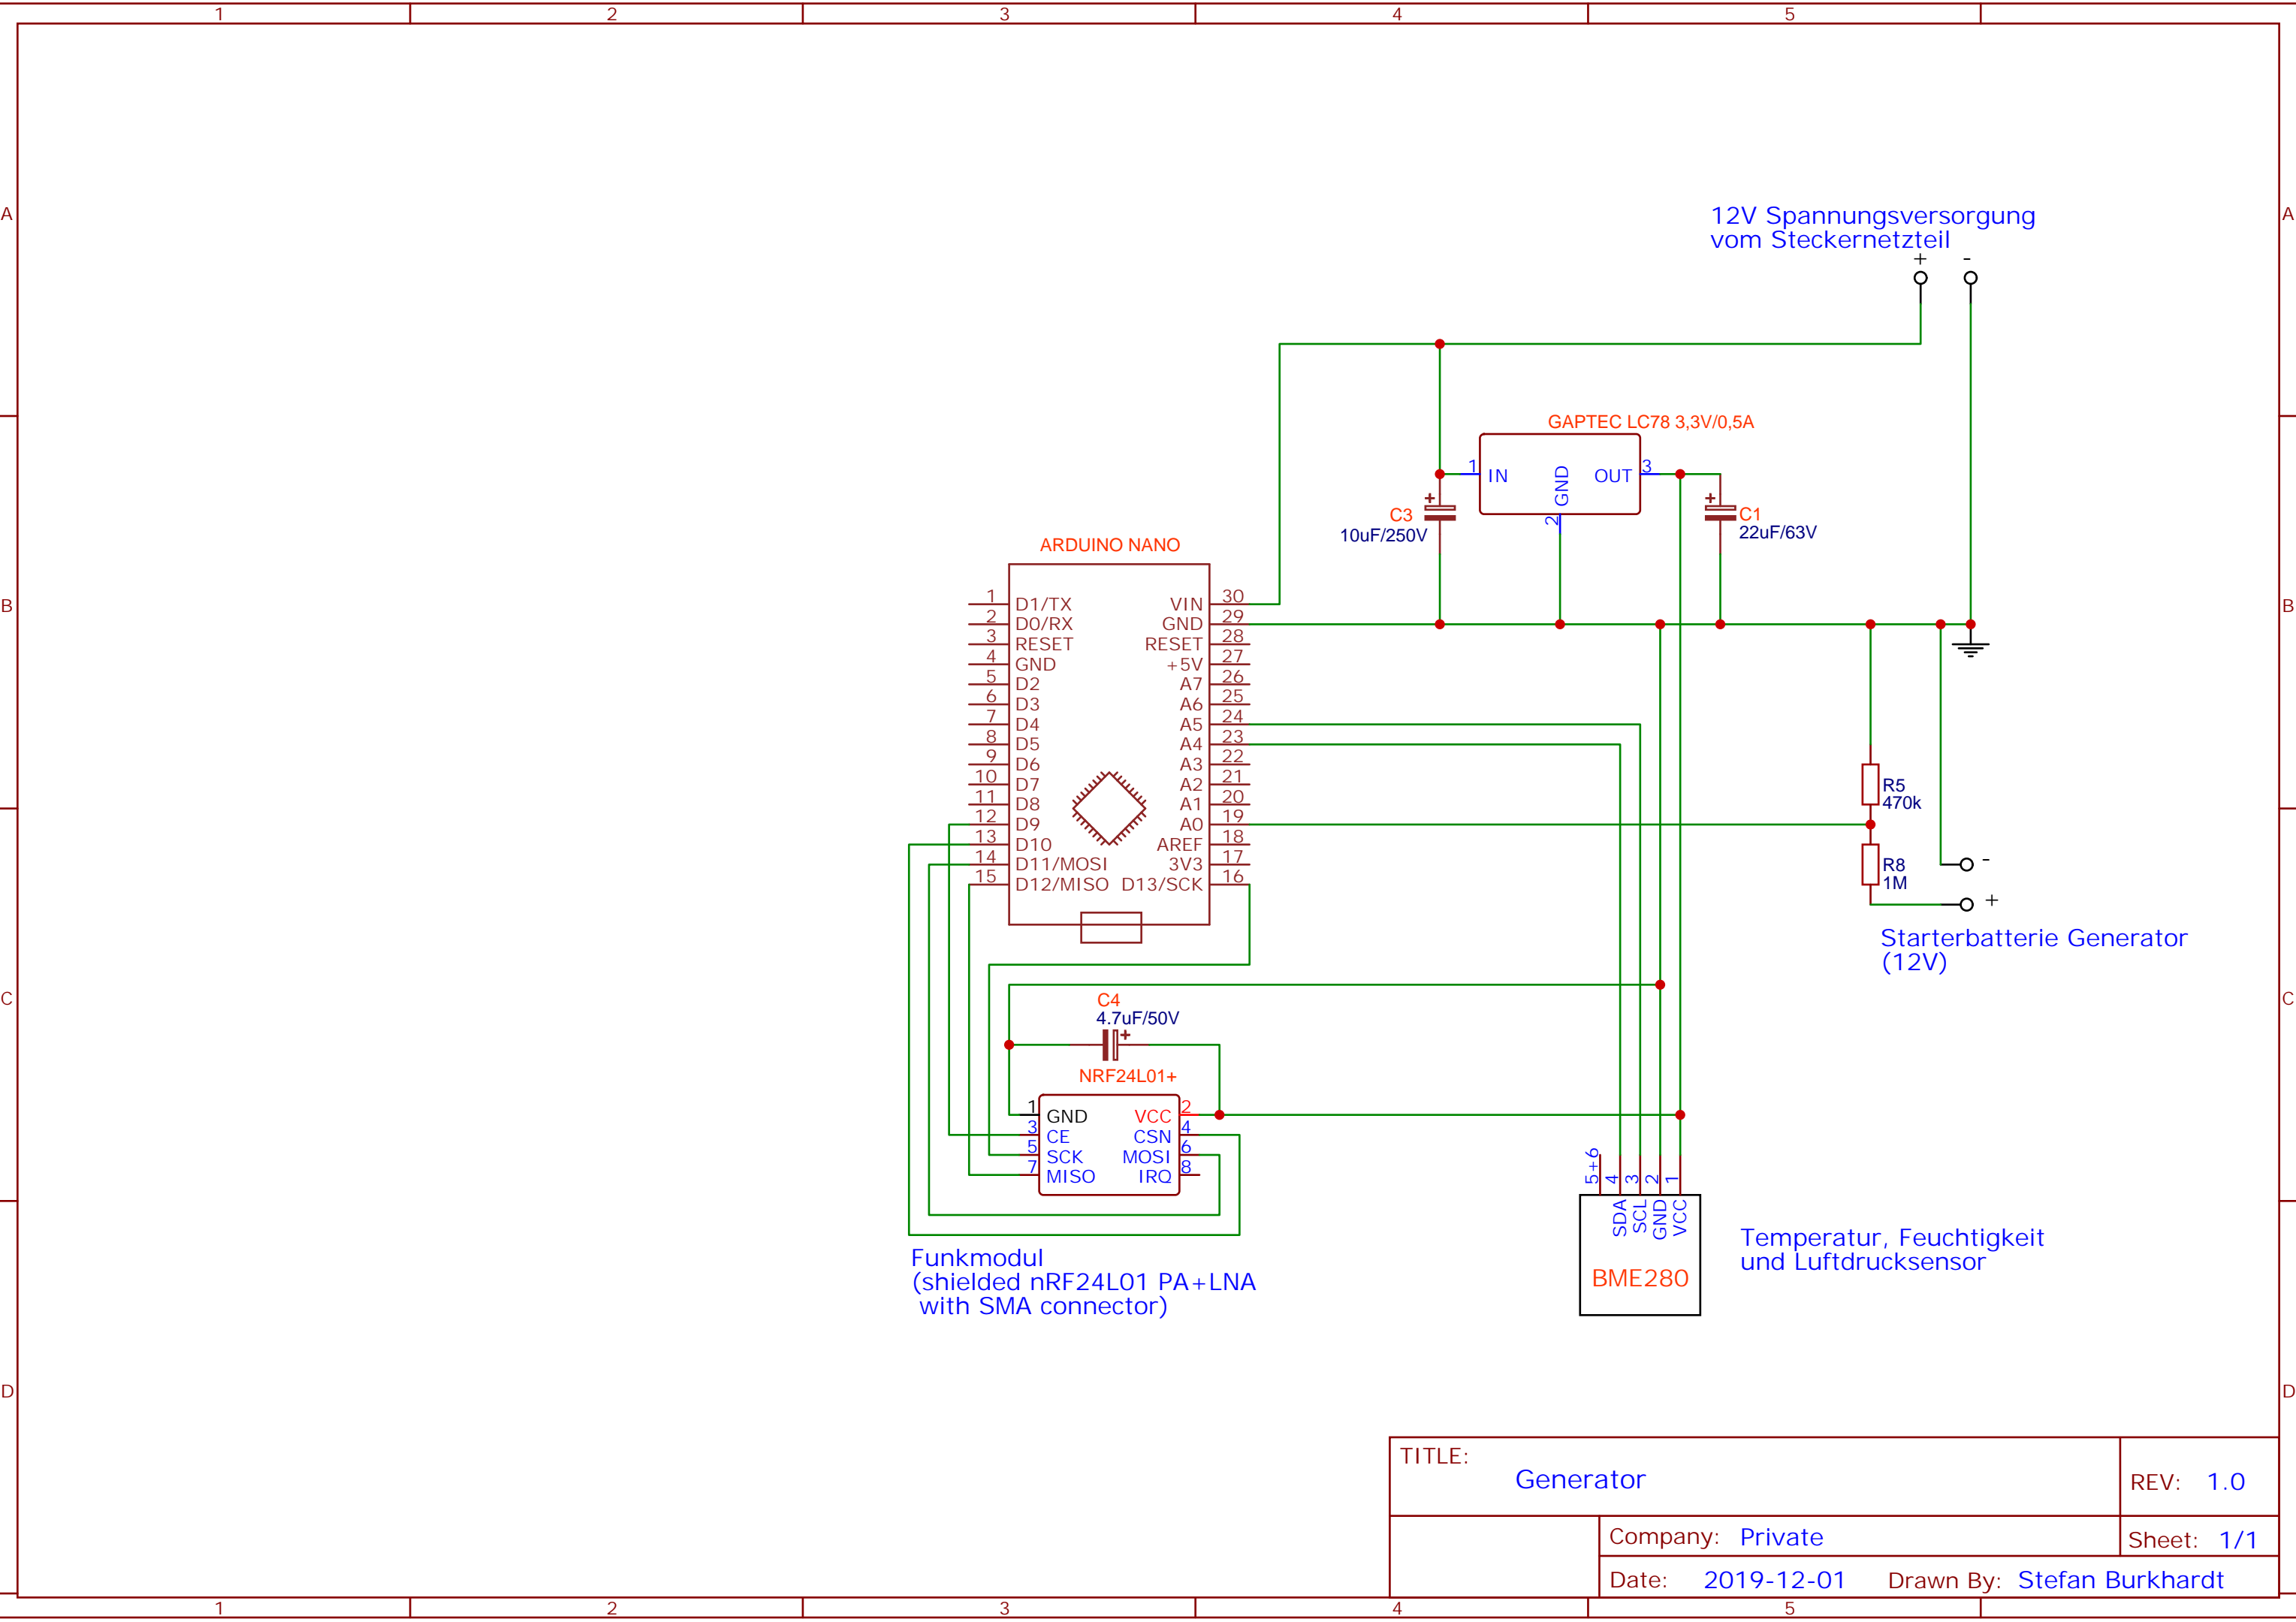 1 2 3 4 5
A A
12V Spannungsversorgung
vom Steckernetzteil
+ -
GAPTEC LC78 3,3V/0,5A
1 IN GND 2 OUT 3
+ C3
10uF/250V
+ C1
22uF/63V
B B
ARDUINO NANO
1 D1/TX VIN 30
2 D0/RX GND 29
3 RESET RESET 28
4 GND +5V 27
5 D2 A7 26
6 D3 A6 25
7 D4 A5 24
8 D5 A4 23
9 D6 A3 22
10 D7 A2 21
11 D8 A1 20
12 D9 A0 19
13 D10 AREF 18
14 D11/MOSI 3V3 17
15 D12/MISO D13/SCK 16
R5
470k
R8
1M
-
+
Starterbatterie Generator
(12V)
C C
C4
4.7uF/50V
+
NRF24L01+
1 GND VCC 2
3 CE CSN 4
5 SCK MOSI 6
7 MISO IRQ 8
Funkmodul
(shielded nRF24L01 PA+LNA
with SMA connector)
5+6 4 3 2 1
SDA SCL GND VCC
BME280
Temperatur, Feuchtigkeit
und Luftdrucksensor
D D
TITLE:
Generator
REV: 1.0
Company: Private
Sheet: 1/1
Date: 2019-12-01 Drawn By: Stefan Burkhardt
1 2 3 4 5